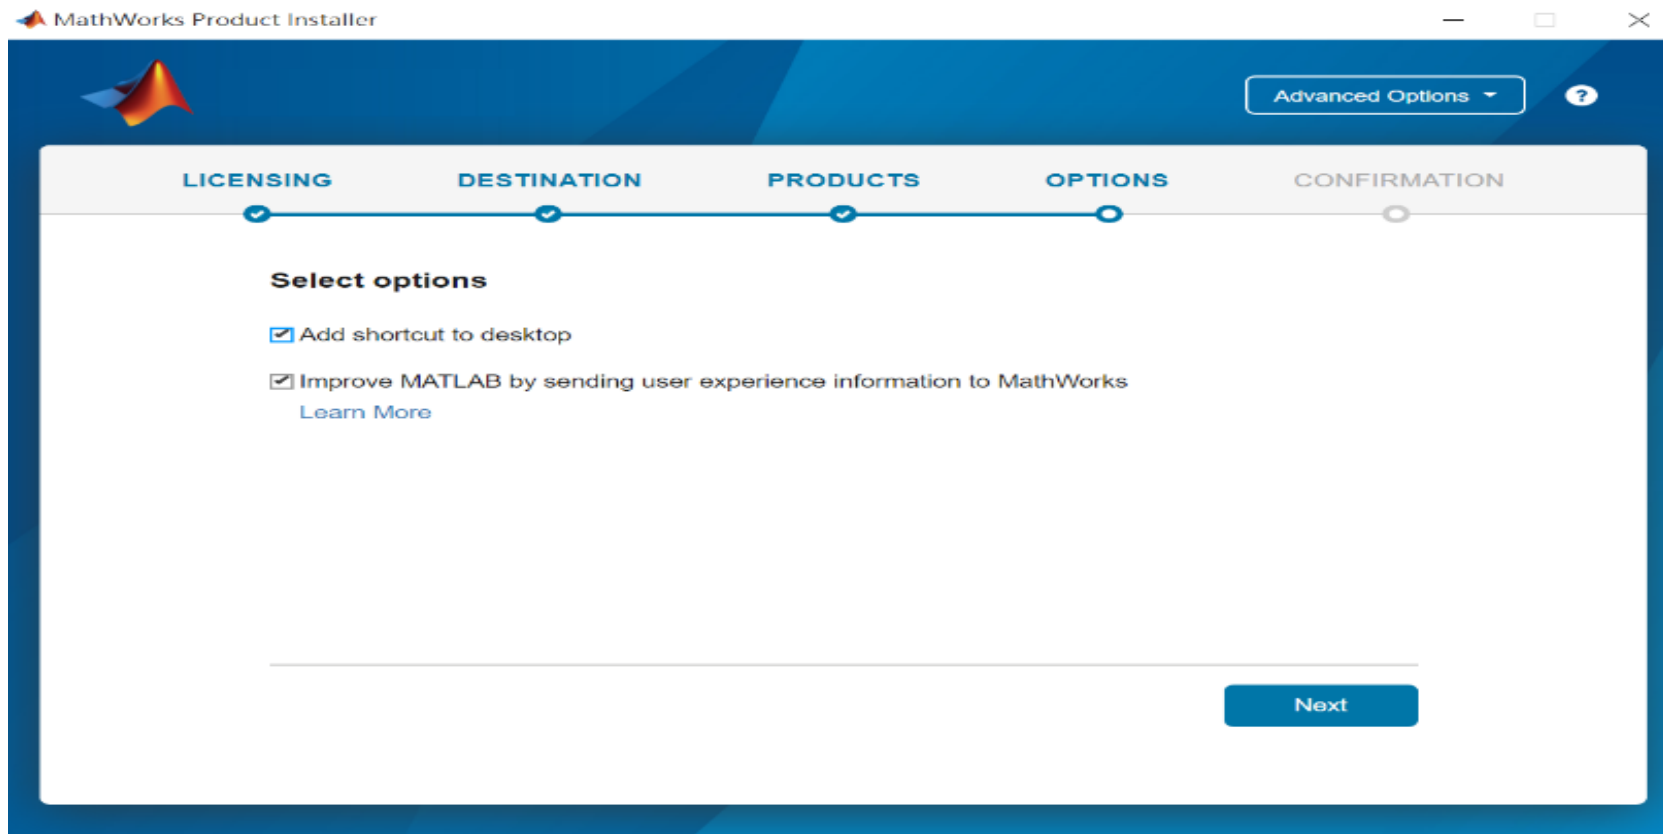 MathWorks Product Installer
Advanced Options
?
LICENSING DESTINATION PRODUCTS OPTIONS CONFIRMATION
Select options
Add shortcut to desktop
Improve MATLAB by sending user experience information to MathWorks
Learn More
Next